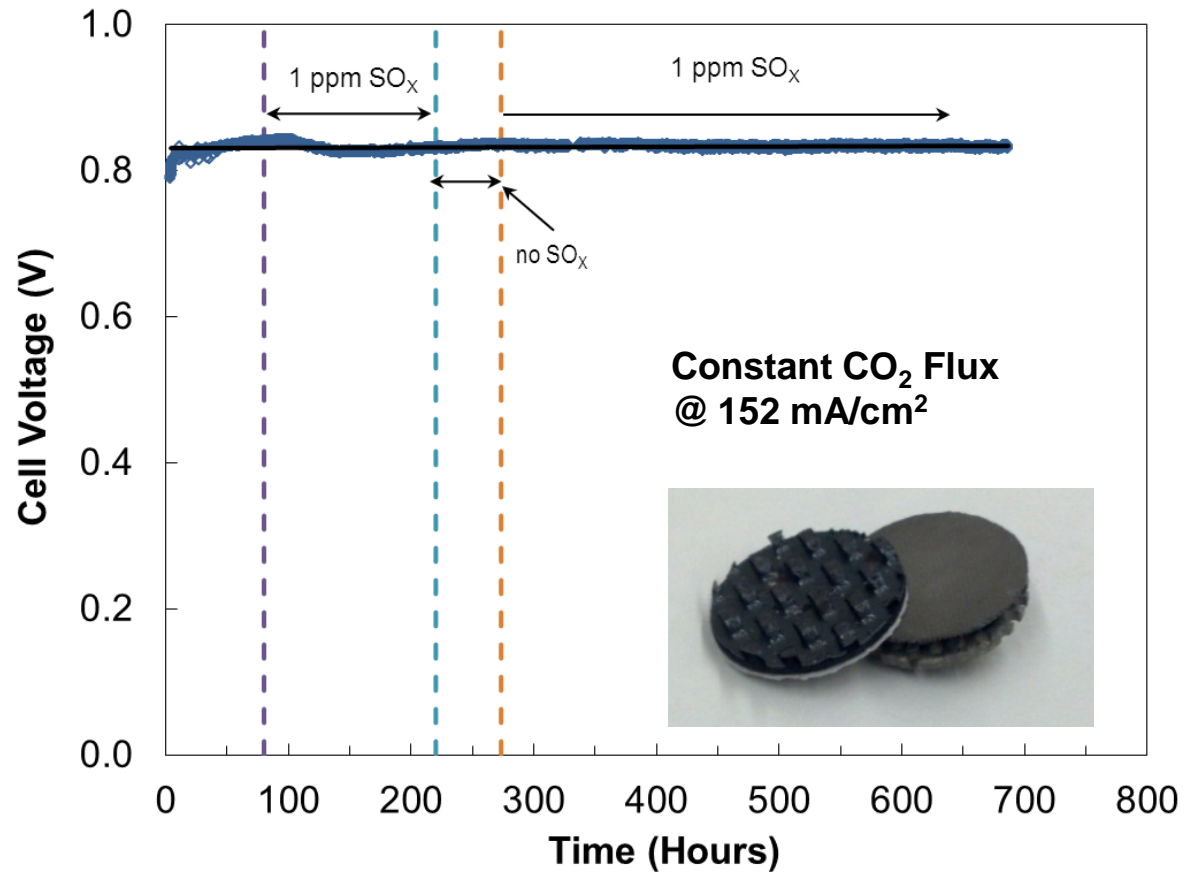 1.0
0.8
0.6
0.4
0.2
0.0
Cell Voltage (V)
1 ppm SOₓ
1 ppm SOₓ
no SOₓ
Constant CO₂ Flux
@ 152 mA/cm²
0 100 200 300 400 500 600 700 800
Time (Hours)